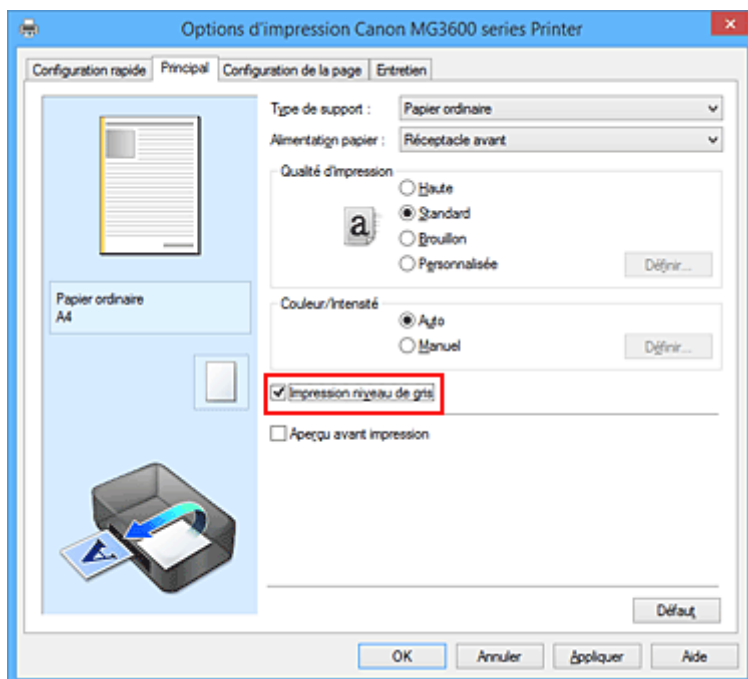 Options d'impression Canon MG3600 series Printer
Configuration rapide Principal Configuration de la page Entretien
Type de support : Papier ordinaire
Alimentation papier : Réceptacle avant
Qualité d'impression
Haute
a Standard
Brouillon
Personnalisée Définir...
Papier ordinaire
A4
Couleur/Intensité
Auto
Manuel Définir...
Impression niveau de gris
Aperçu avant impression
A
Défaut
OK Annuler Appliquer Aide